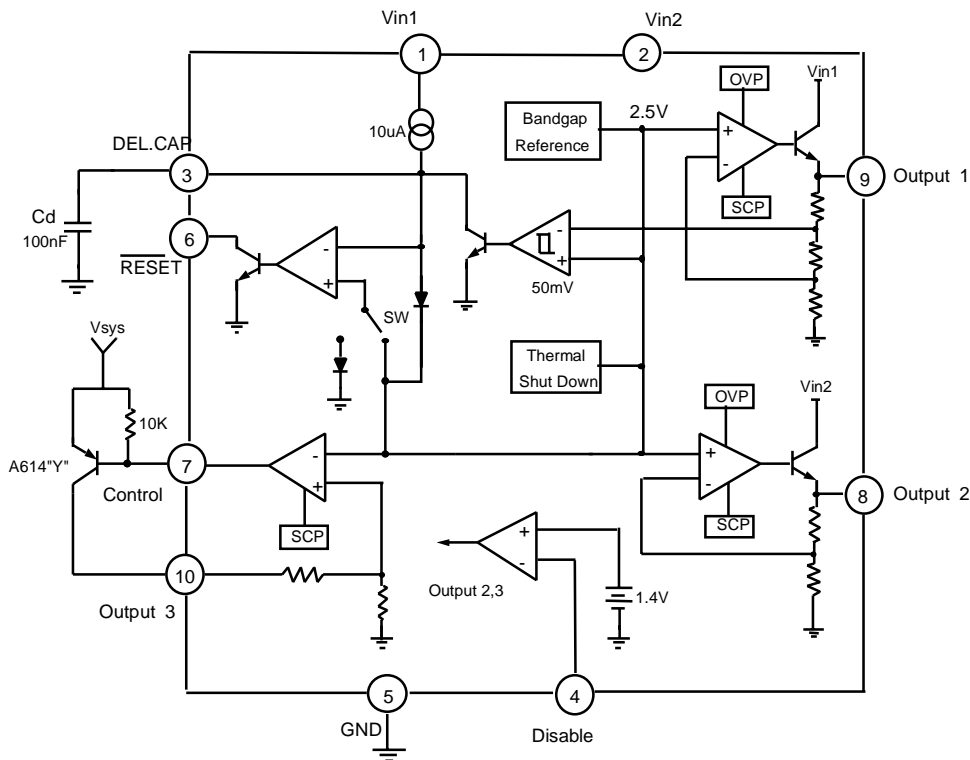 Vin1
Vin2
1
2
OVP
Vin1
10uA
Bandgap
Reference
2.5V
+
-
DEL.CAP
3
SCP
9
Output 1
Cd
100nF
6
RESET
-
+
-
+
50mV
SW
Vsys
Thermal
Shut Down
OVP
Vin2
10K
A614"Y"
7
Control
-
+
+
-
8
Output 2
SCP
SCP
+
-
10
Output 2,3
1.4V
Output 3
5
4
GND
Disable